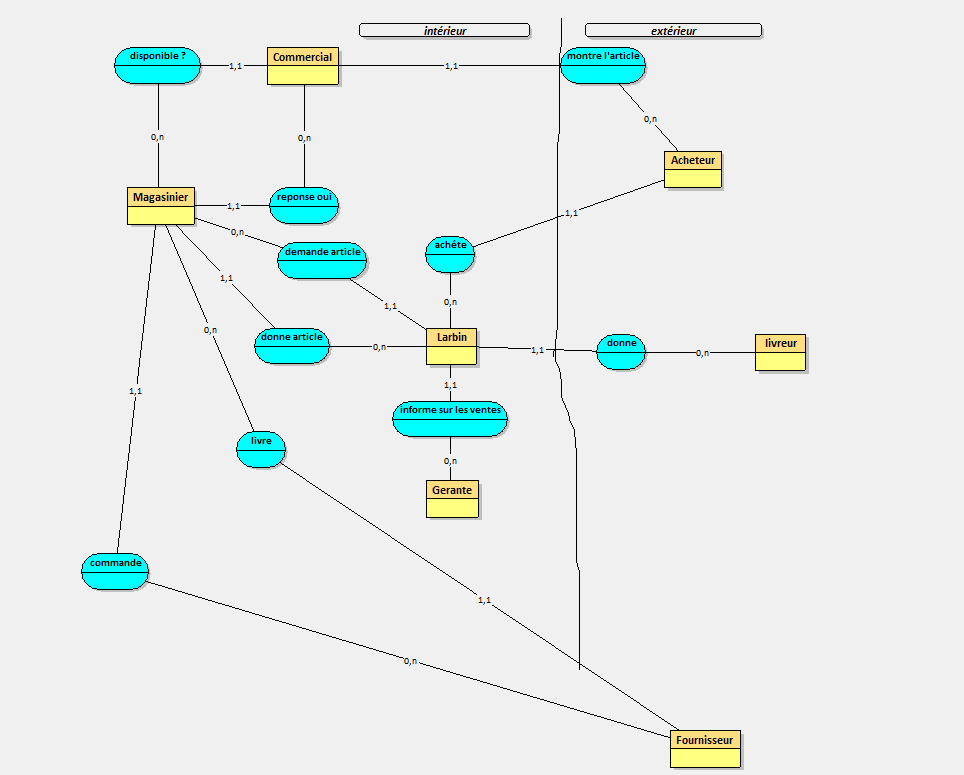 intérieur
extérieur
disponible ?
1,1
Commercial
1,1
montre l'article
0,n
0,n
0,n
Acheteur
Magasinier
1,1
reponse oui
1,1
0,n
achéte
demande article
1,1
0,n
1,1
0,n
donne article
0,n
Larbin
1,1
donne
0,n
livreur
1,1
1,1
informe sur les ventes
livre
0,n
Gerante
commande
1,1
0,n
Fournisseur